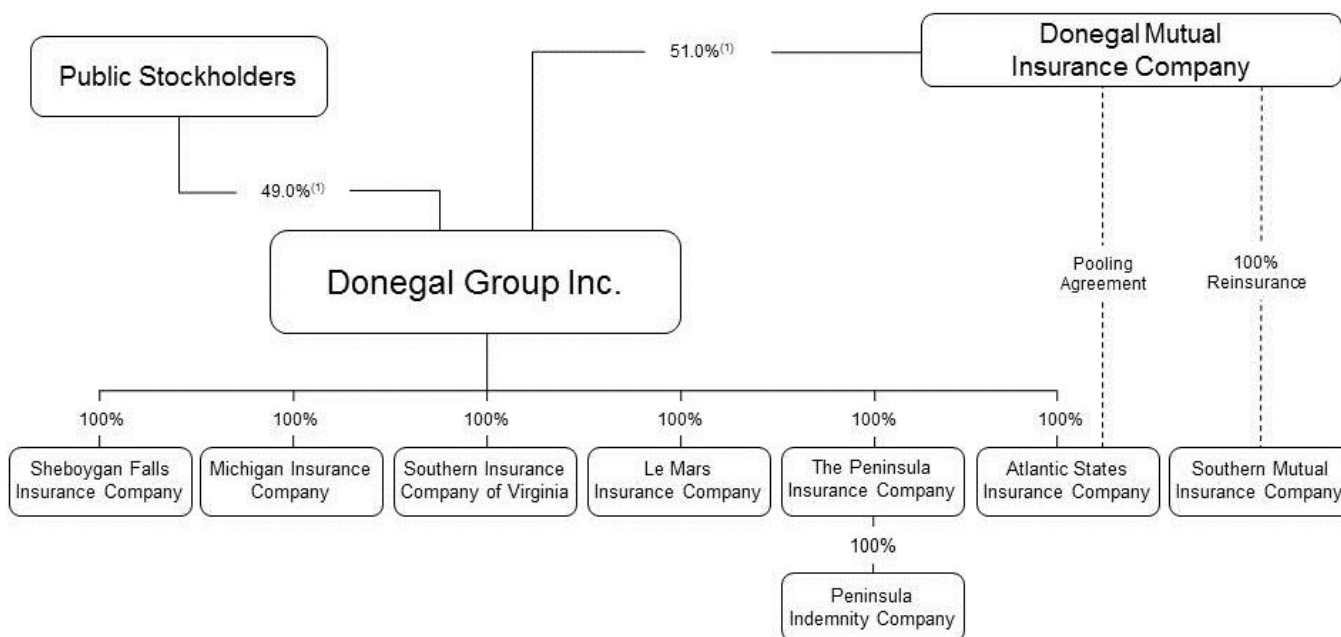 Public Stockholders
51.0%(1)
Donegal Mutual
Insurance Company
49.0%(1)
Donegal Group Inc.
Pooling
Agreement
100%
Reinsurance
100%
100%
100%
100%
100%
100%
Sheboygan Falls
Insurance Company
Michigan Insurance
Company
Southern Insurance
Company of Virginia
Le Mars
Insurance Company
The Peninsula
Insurance Company
Atlantic States
Insurance Company
Southern Mutual
Insurance Company
100%
Peninsula
Indemnity Company